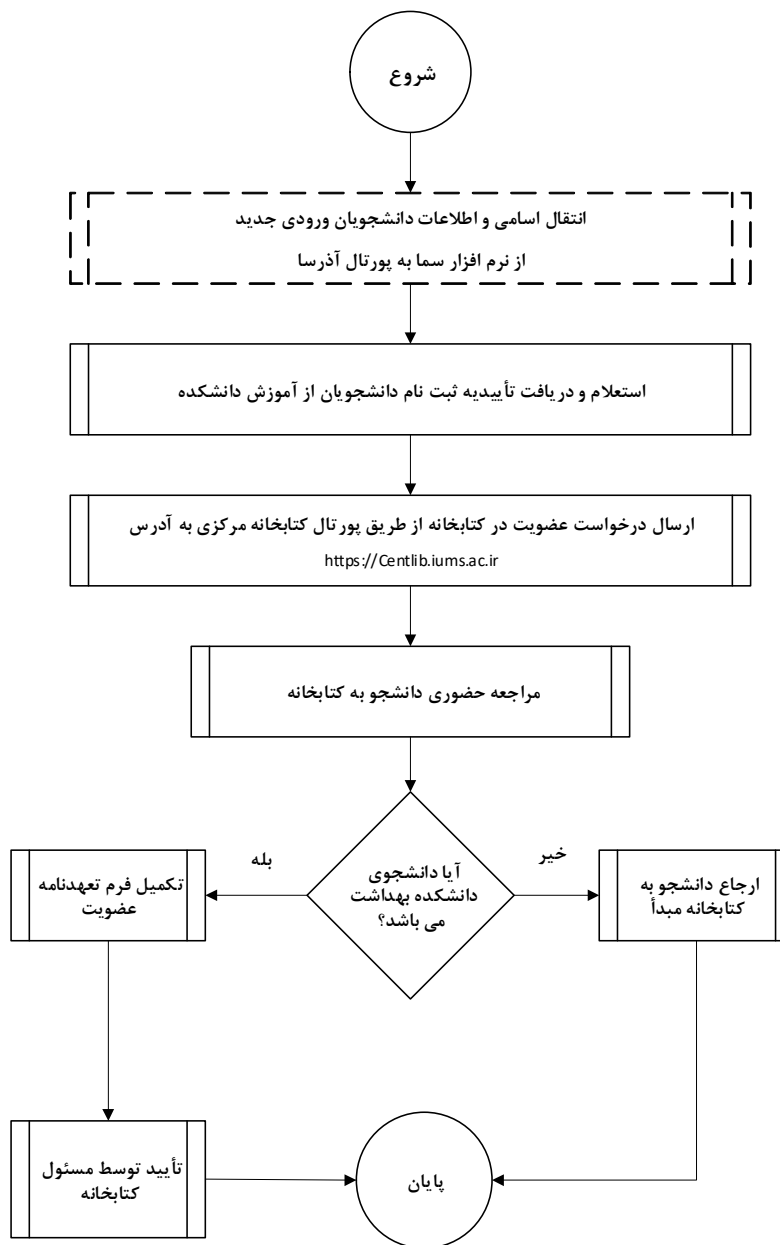 شروع
انتقال اسامی و اطلاعات دانشجویان ورودی جدید
از نرم افزار سما به پورتال آذرسا
استعلام و دریافت تأییدیه ثبت نام دانشجویان از آموزش دانشکده
ارسال درخواست عضویت در کتابخانه از طریق پورتال کتابخانه مرکزی به آدرس
https://Centlib.iums.ac.ir
مراجعه حضوری دانشجو به کتابخانه
آیا دانشجوی
دانشکده بهداشت
می باشد؟
خیر
ارجاع دانشجو به
کتابخانه مبدأ
بله
تکمیل فرم تعهدنامه
عضویت
تأیید توسط مسئول
کتابخانه
پایان